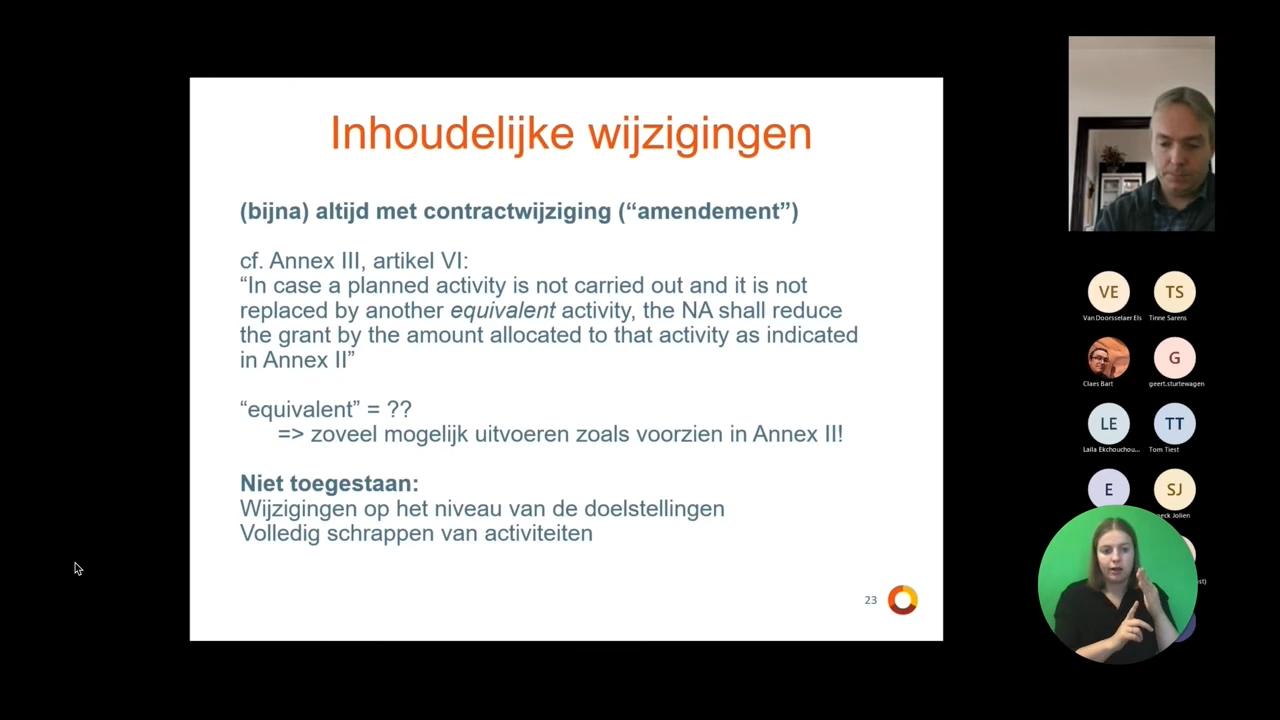 Inhoudelijke wijzigingen
(bijna) altijd met contractwijziging (“amendement”)
cf. Annex III, artikel VI:
“In case a planned activity is not carried out and it is not
replaced by another equivalent activity, the NA shall reduce
the grant by the amount allocated to that activity as indicated
in Annex II”
“equivalent” = ??
=> zoveel mogelijk uitvoeren zoals voorzien in Annex II!
Niet toegestaan:
Wijzigingen op het niveau van de doelstellingen
Volledig schrappen van activiteiten
23
VE
TS
Van Doorsselaer Els
Tinne Sarens
G
Claes Bart
geert.sturtewagen
LE
TT
Laila Ekchouchou...
Tom Tiest
E
SJ
Jolien